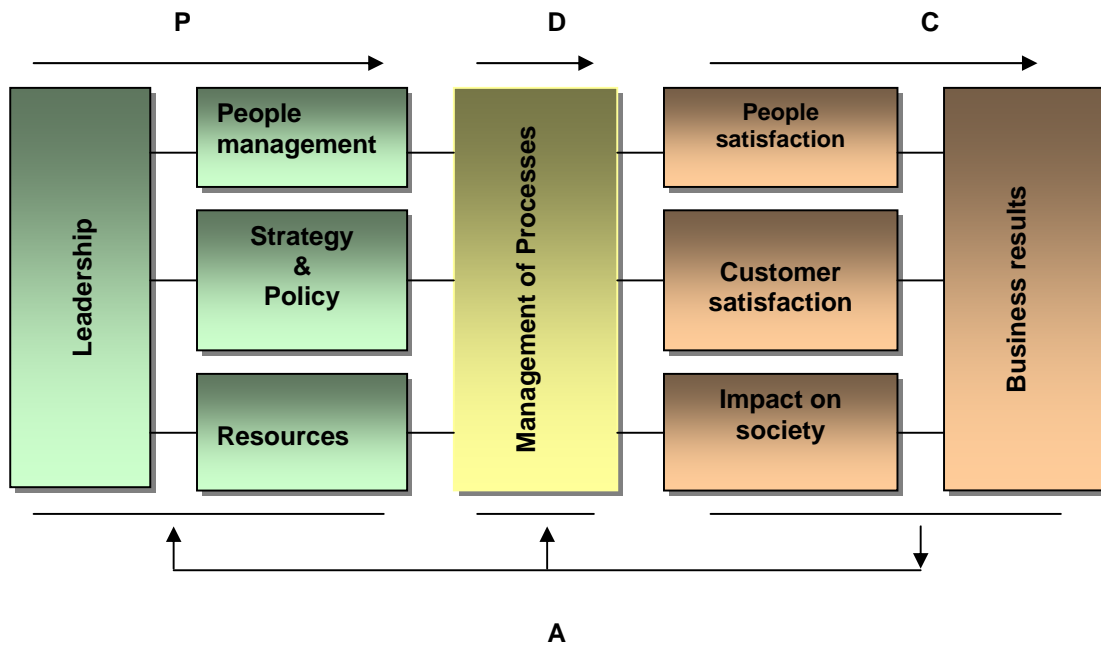 P
D
C
Leadership
People
management
Strategy
&
Policy
Resources
Management of Processes
People
satisfaction
Customer
satisfaction
Impact on
society
Business results
A